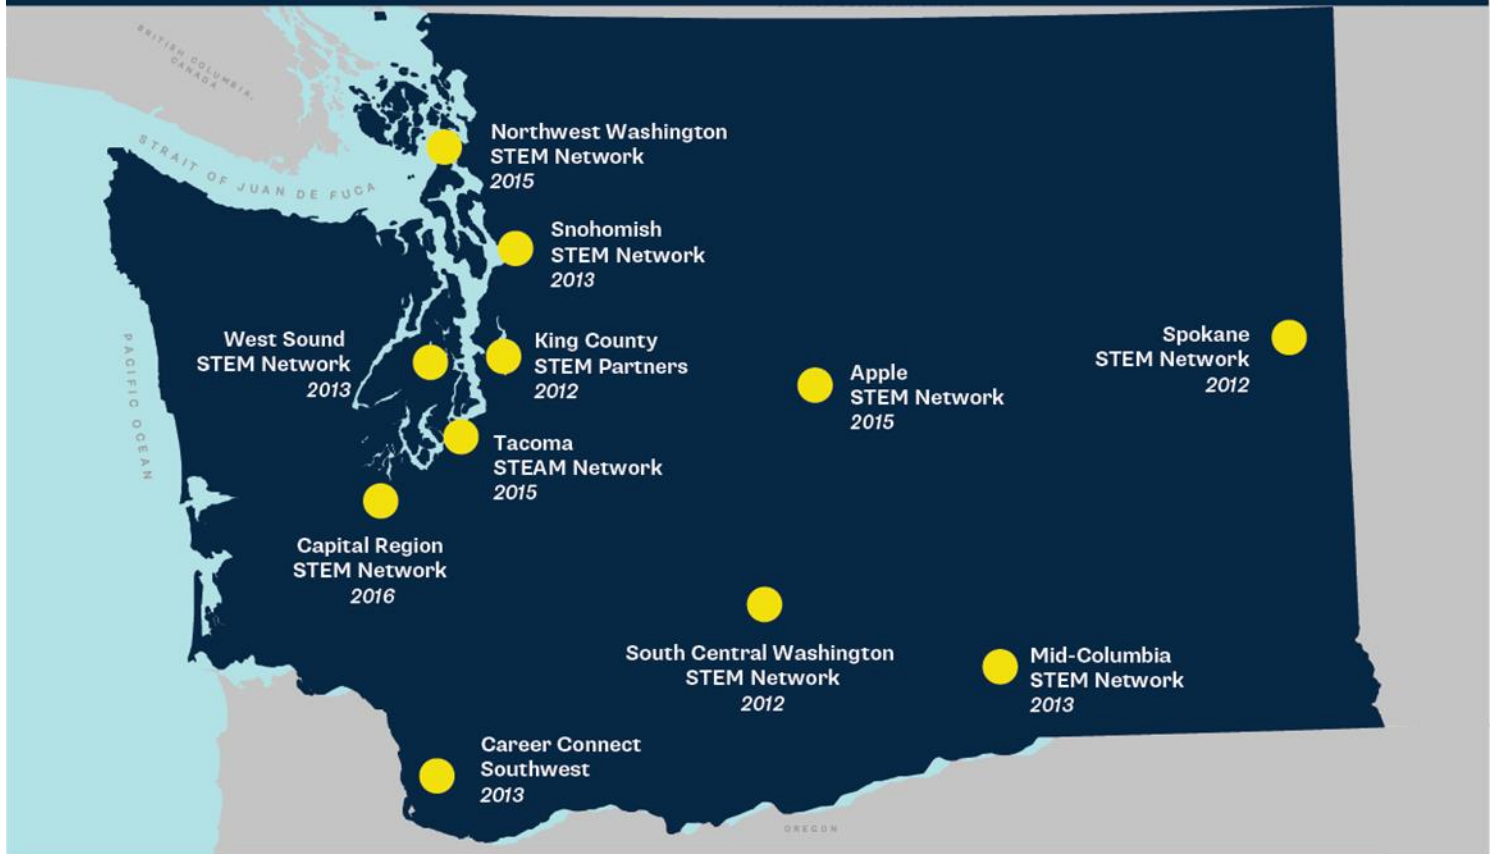 BRITISH COLUMBIA,
CANADA
STRAIT OF JUAN DE FUCA
Northwest Washington
STEM Network
2015
Snohomish
STEM Network
2013
West Sound
STEM Network
2013
King County
STEM Partners
2012
Spokane
STEM Network
2012
Apple
STEM Network
2015
PACIFIC OCEAN
Tacoma
STEAM Network
2015
Capital Region
STEM Network
2016
South Central Washington
STEM Network
2012
Mid-Columbia
STEM Network
2013
Career Connect
Southwest
2013
OREGON